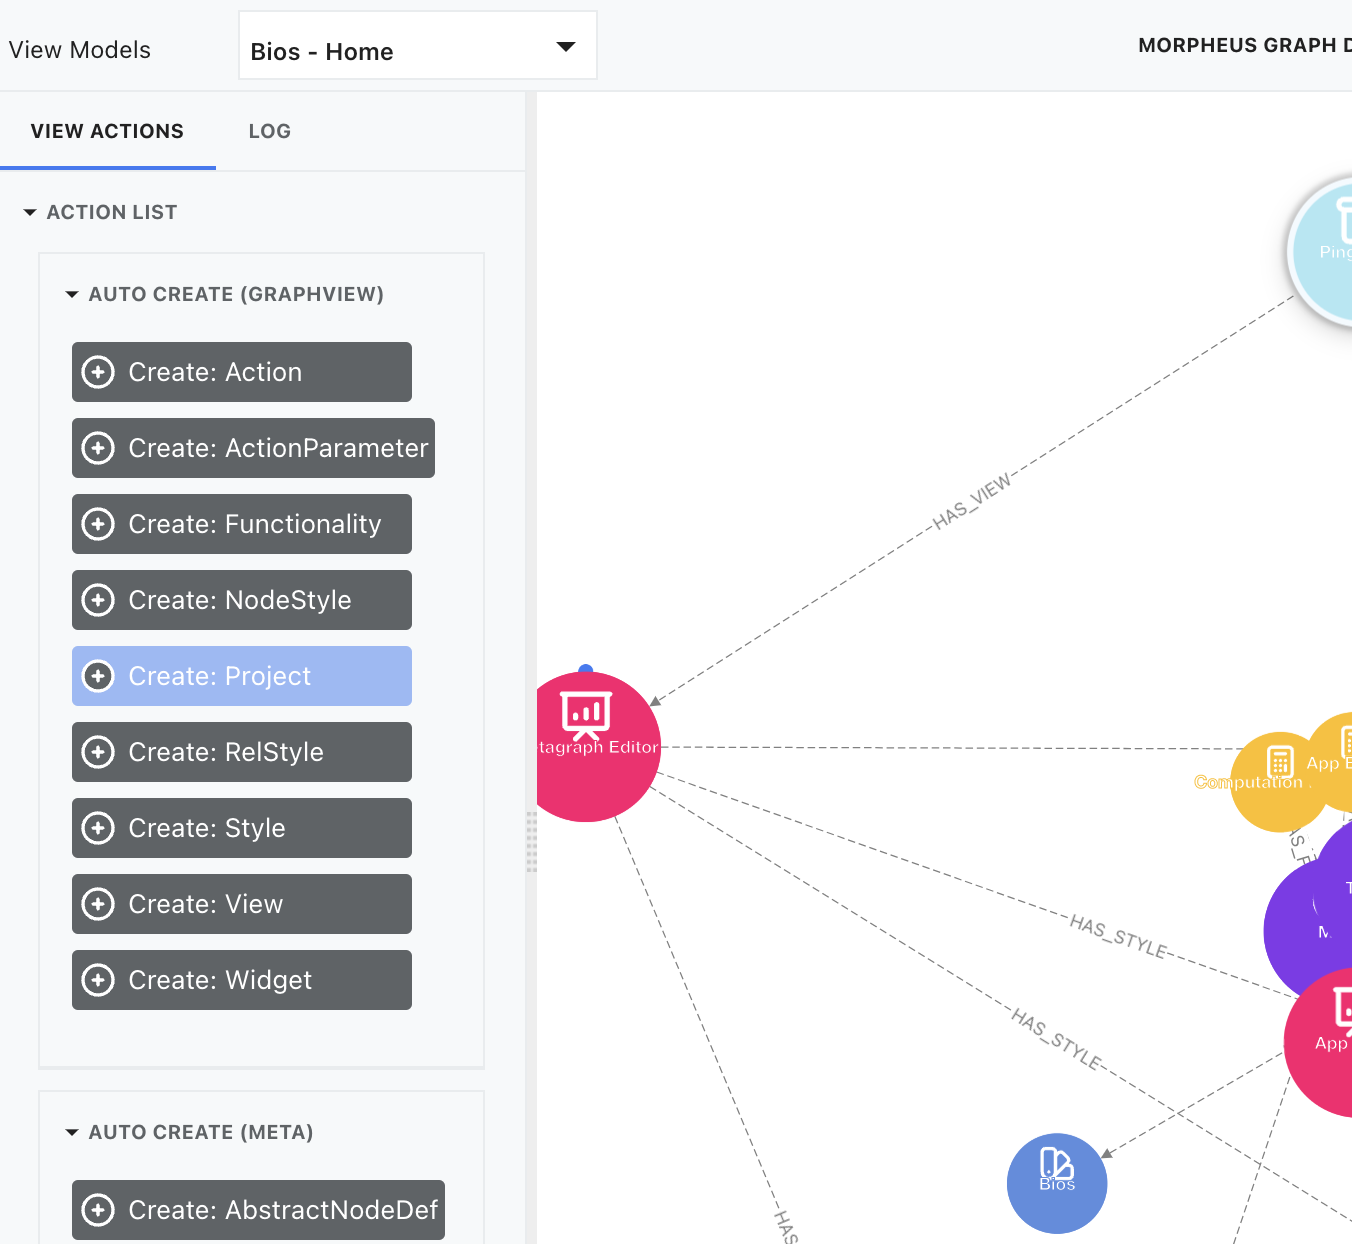 View Models
Bios - Home
MORPHEUS GRAPH
VIEW ACTIONS
LOG
ACTION LIST
AUTO CREATE (GRAPHVIEW)
Create: Action
Create: ActionParameter
Create: Functionality
Create: NodeStyle
Create: Project
Create: RelStyle
Create: Style
Create: View
Create: Widget
AUTO CREATE (META)
Create: AbstractNodeDef
Ping
HAS_VIEW
tagraph Editor
Computation .
App
HAS_STYLE
HAS_STYLE
App
Bios
HAS